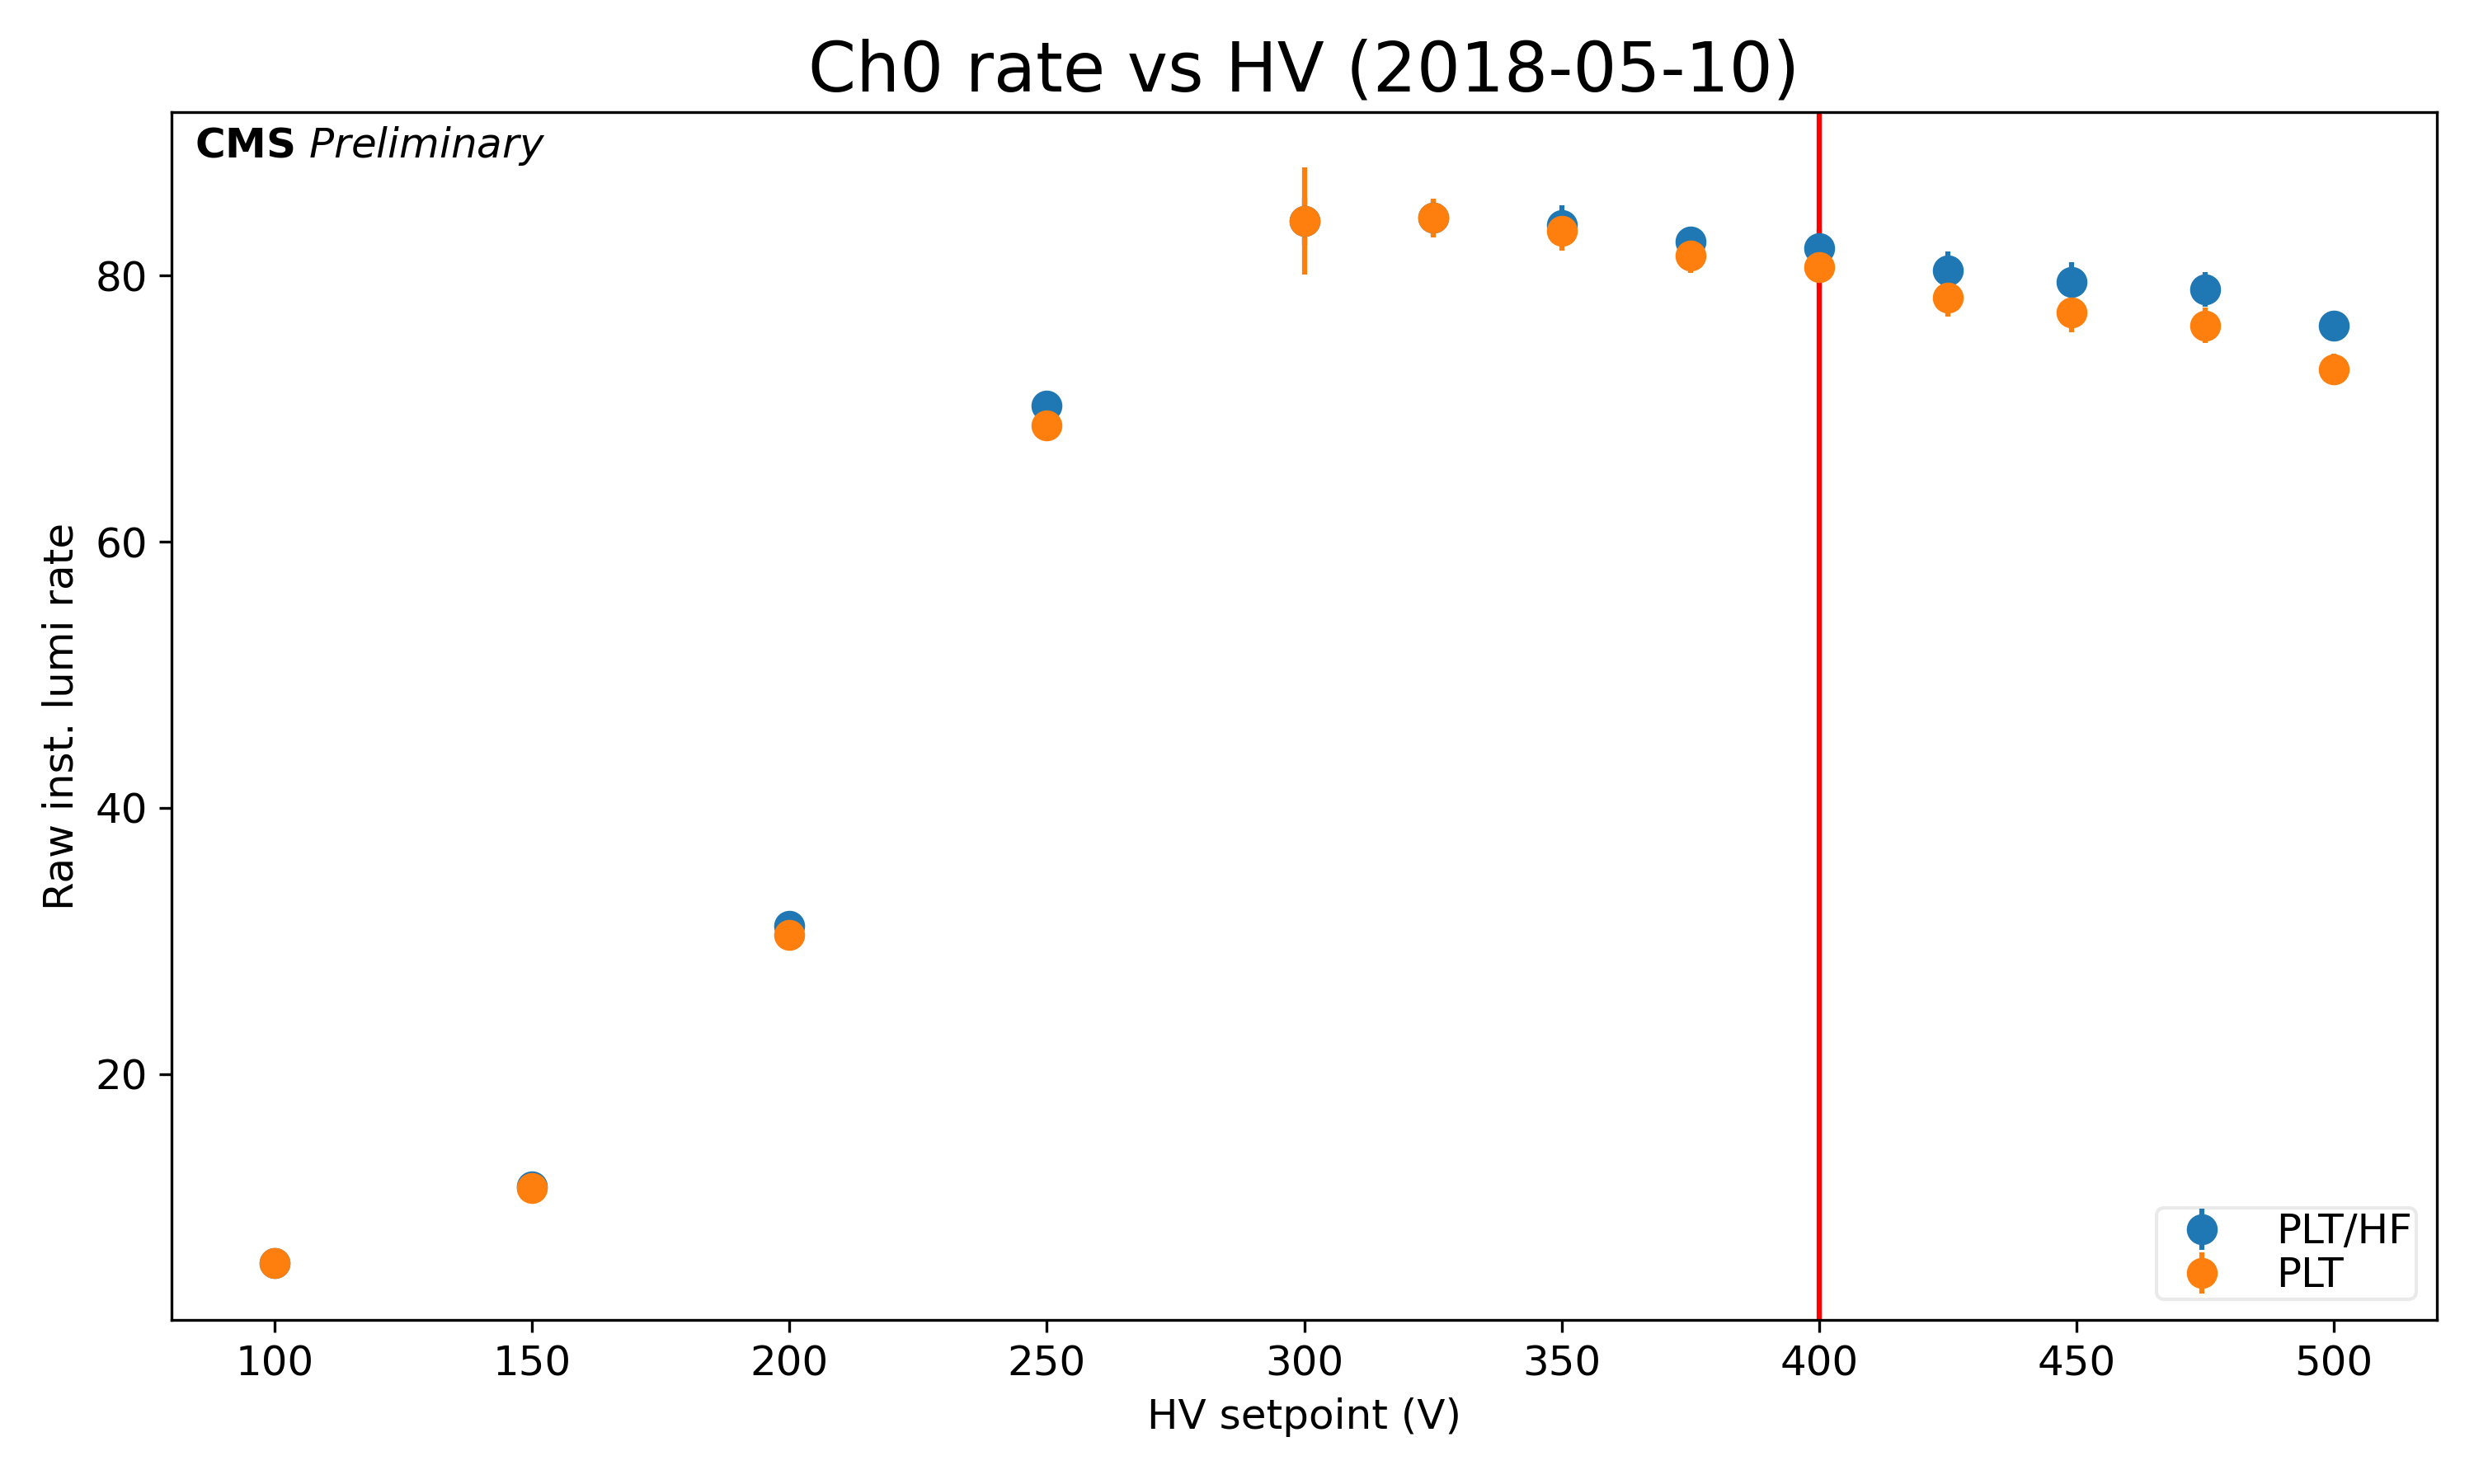 Ch0 rate vs HV (2018-05-10)
CMS Preliminary
80
60
40
20
Raw inst. lumi rate
PLT/HF
PLT
100 150 200 250 300 350 400 450 500
HV setpoint (V)